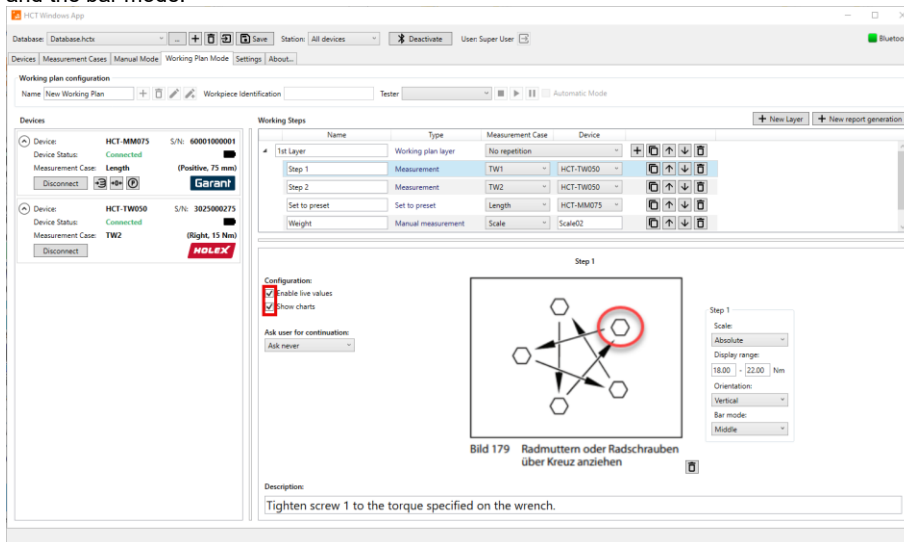 and the bar mode.
HCT Windows App
Database: Database.hctx ... Save Station: All devices Deactivate User: Super User Bluetoo
Devices Measurement Cases Manual Mode Working Plan Mode Settings About...
Working plan configuration
Name New Working Plan Workpiece Identification Tester Automatic Mode
Devices
Working Steps
New Layer New report generation
Device: HCT-MM075 S/N: 60001000001
Device Status: Connected
Measurement Case: Length (Positive, 75 mm)
Disconnect Garant
Device: HCT-TW050 S/N: 3025000275
Device Status: Connected
Measurement Case: TW2 (Right, 15 Nm)
Disconnect HOLEX
Name Type Measurement Case Device
1st Layer Working plan layer No repetition
Step 1 Measurement TW1 HCT-TW050
Step 2 Measurement TW2 HCT-TW050
Set to preset Set to preset Length HCT-MM075
Weight Manual measurement Scale Scale02
Step 1
Configuration:
Enable live values
Show charts
Ask user for continuation:
Ask never
Step 1
Scale:
Absolute
Display range:
18.00 - 22.00 Nm
Orientation:
Vertical
Bar mode:
Middle
Bild 179 Radmuttern oder Radschrauben
über Kreuz anziehen
Description:
Tighten screw 1 to the torque specified on the wrench.